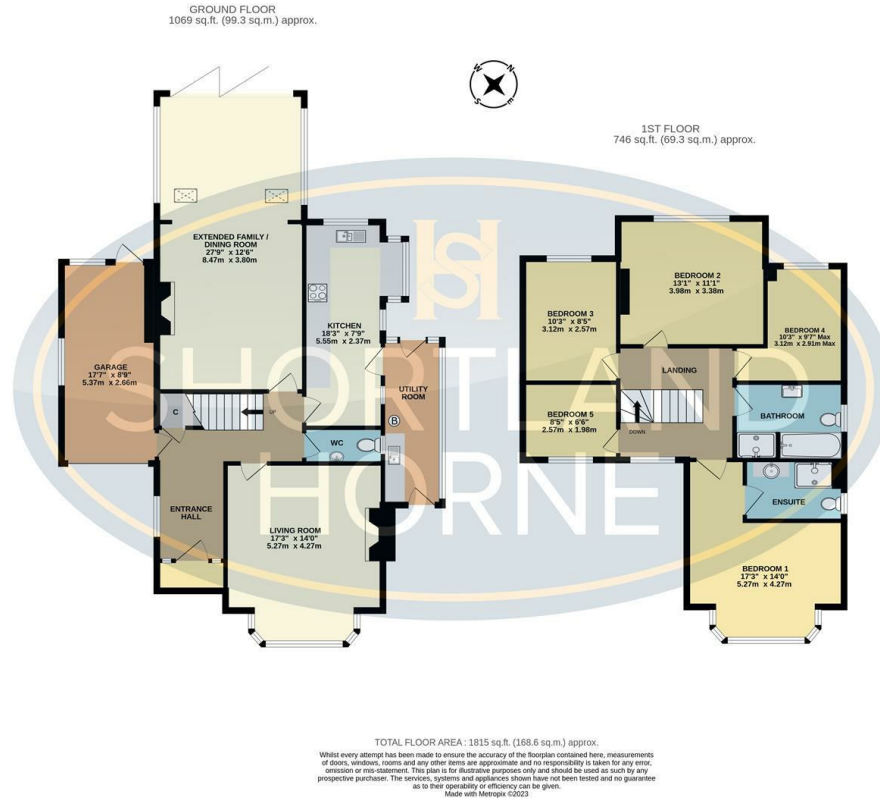 GROUND FLOOR
1069 sq.ft. (99.3 sq.m.) approx.
W
N
S
E
1ST FLOOR
746 sq.ft. (69.3 sq.m.) approx.
EXTENDED FAMILY /
DINING ROOM
27'9" x 12'6"
8.47m x 3.80m
KITCHEN
18'3" x 7'9"
5.55m x 2.37m
GARAGE
17'7" x 8'9"
5.37m x 2.66m
UTILITY
ROOM
B
C
UP
WC
ENTRANCE
HALL
LIVING ROOM
17'3" x 14'0"
5.27m x 4.27m
BEDROOM 2
13'1" x 11'1"
3.98m x 3.38m
BEDROOM 3
10'3" x 8'5"
3.12m x 2.57m
BEDROOM 4
10'3" x 9'7" Max
3.12m x 2.91m Max
LANDING
BATHROOM
BEDROOM 5
8'5" x 6'6"
2.57m x 1.98m
DOWN
ENSUITE
BEDROOM 1
17'3" x 14'0"
5.27m x 4.27m
SH
SHORTLAND
HORNE
TOTAL FLOOR AREA : 1815 sq.ft. (168.6 sq.m.) approx.
Whilst every attempt has been made to ensure the accuracy of the floorplan contained here, measurements
of doors, windows, rooms and any other items are approximate and no responsibility is taken for any error,
omission or mis-statement. This plan is for illustrative purposes only and should be used as such by any
prospective purchaser. The services, systems and appliances shown have not been tested and no guarantee
as to their operability or efficiency can be given.
Made with Metropix ©2023